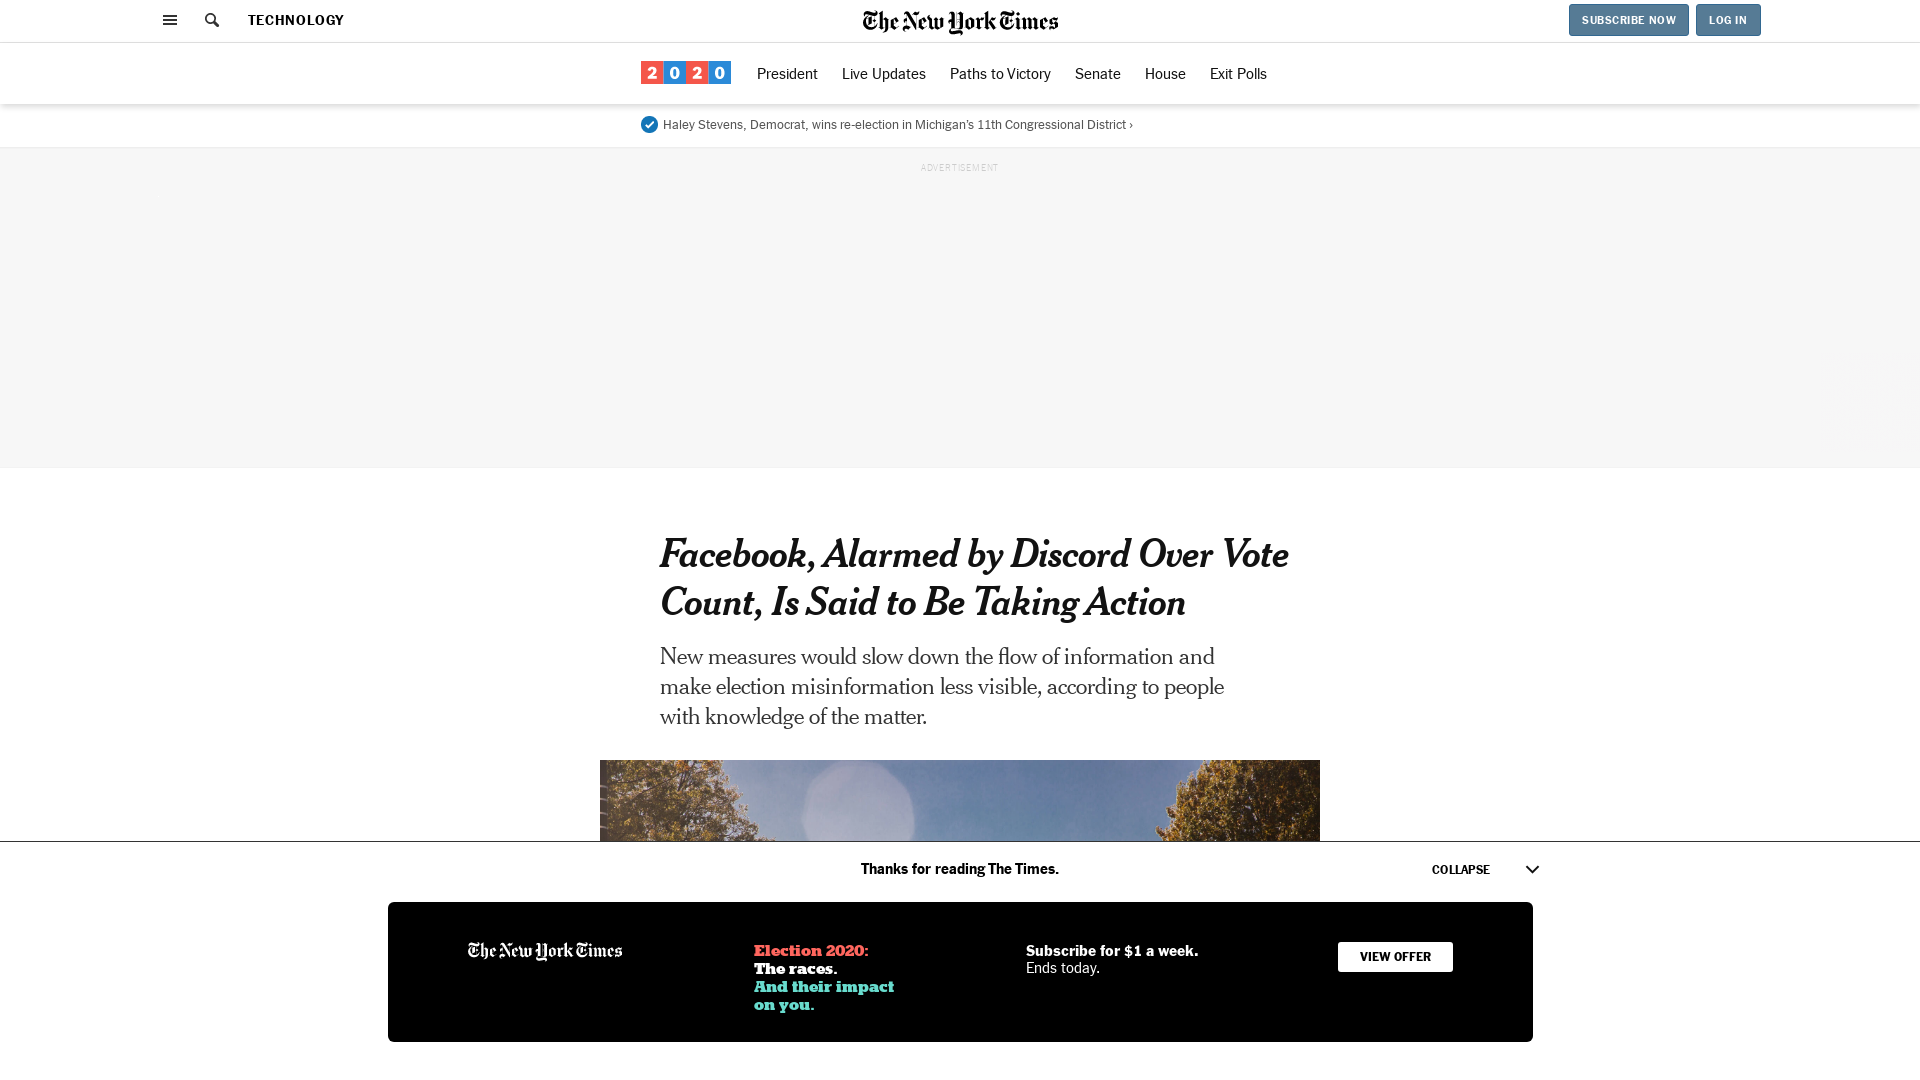 TECHNOLOGY
The New York Times
SUBSCRIBE NOW
LOG IN
2020
President
Live Updates
Paths to Victory
Senate
House
Exit Polls
Haley Stevens, Democrat, wins re-election in Michigan’s 11th Congressional District ›
ADVERTISEMENT
Facebook, Alarmed by Discord Over Vote
Count, Is Said to Be Taking Action
New measures would slow down the flow of information and
make election misinformation less visible, according to people
with knowledge of the matter.
Thanks for reading The Times.
COLLAPSE
The New York Times
Election 2020:
The races.
And their impact
on you.
Subscribe for $1 a week.
Ends today.
VIEW OFFER